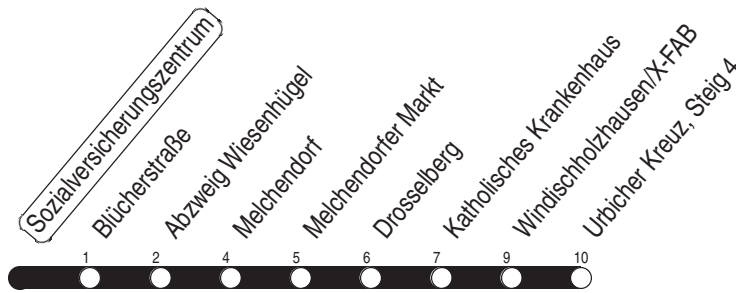 Sozialversicherungszentrum
Blücherstraße
Abzweig Wiesenhügel
Melchendorf
Melchendorfer Markt
Drosselberg
Katholisches Krankenhaus
Windischholzhausen/X-FAB
Urbicher Kreuz, Steig 4
1 2 4 5 6 7 9 10